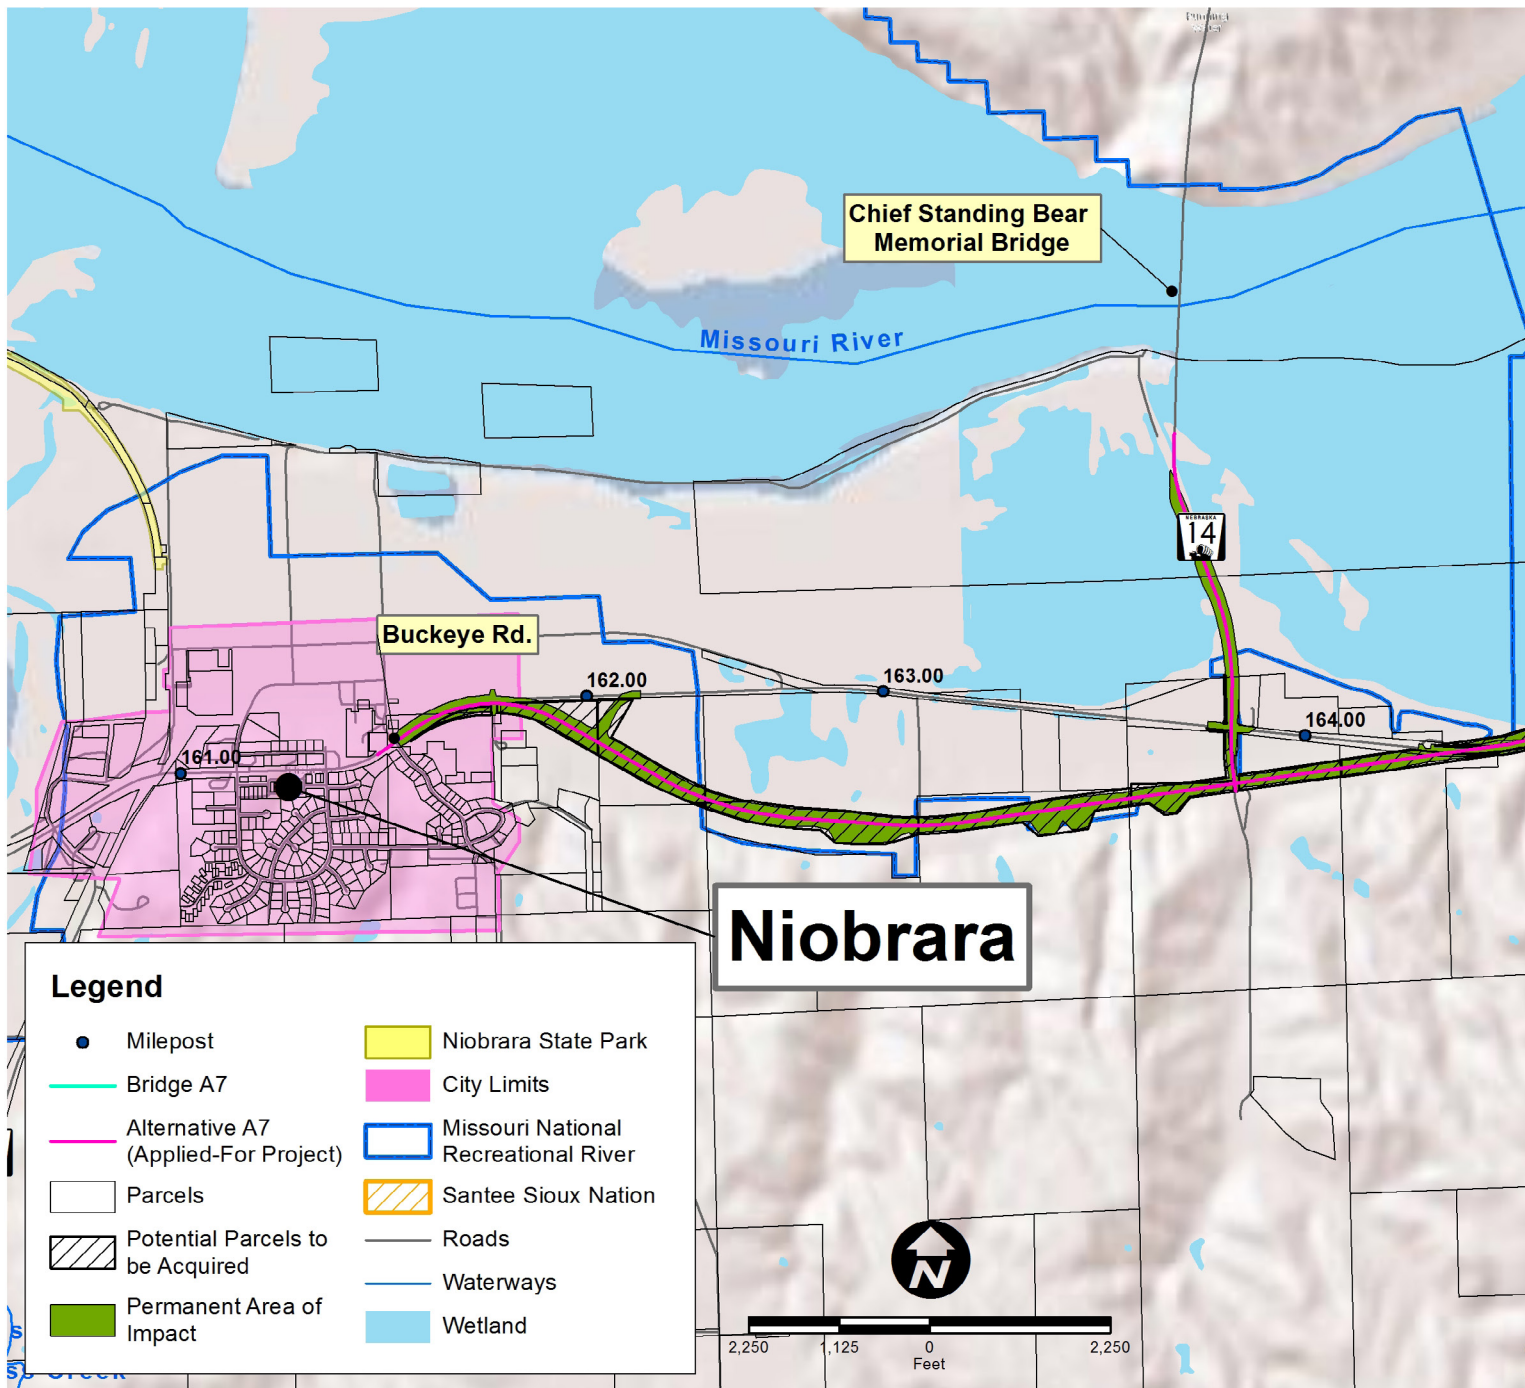 Chief Standing Bear
Memorial Bridge
Missouri River
NEBRASKA
14
Buckeye Rd.
162.00
163.00
164.00
161.00
Niobrara
Legend
Milepost
Bridge A7
Alternative A7
(Applied-For Project)
Parcels
Potential Parcels to
be Acquired
Permanent Area of
Impact
Niobrara State Park
City Limits
Missouri National
Recreational River
Santee Sioux Nation
Roads
Waterways
Wetland
N
2,250
1,125
0
2,250
Feet
Creek